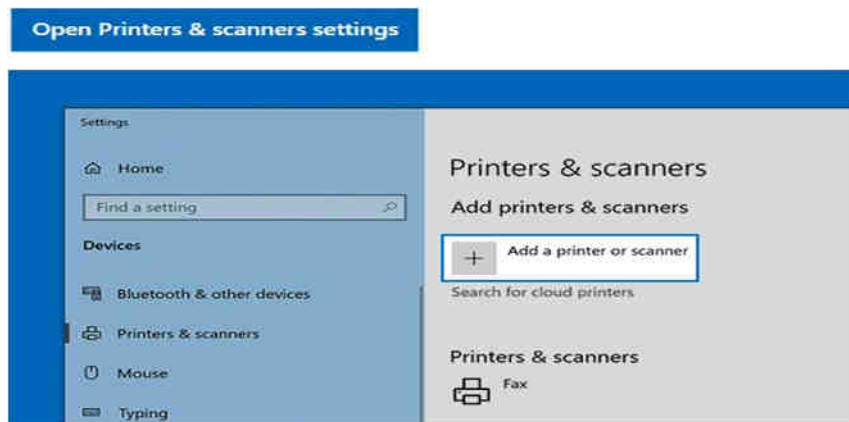 Open Printers & scanners settings
Settings
Home
Find a setting
Devices
Bluetooth & other devices
Printers & scanners
Mouse
Typing
Printers & scanners
Add printers & scanners
Add a printer or scanner
Search for cloud printers
Printers & scanners
Fax